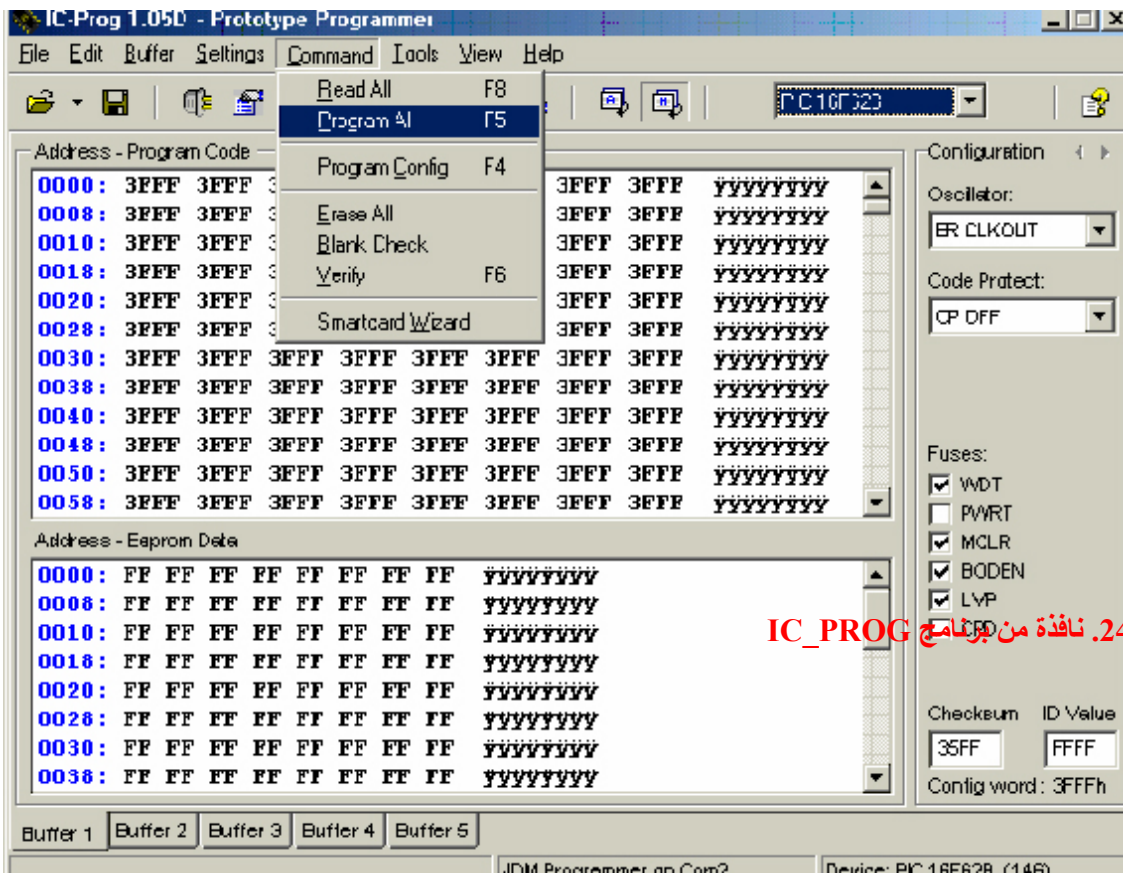 IC-Prog 1.05D - Prototype Programmer
File Edit Buffer Settings Command Tools View Help
Read All F8
Program All F5
Program Config F4
Erase All
Blank Check
Verify F6
Smartcard Wizard
PIC 16F628
Address - Program Code
0000: 3FFF 3FFF 3FFF 3FFF ÿÿÿÿÿÿÿÿ
0008: 3FFF 3FFF 3FFF 3FFF ÿÿÿÿÿÿÿÿ
0010: 3FFF 3FFF 3FFF 3FFF ÿÿÿÿÿÿÿÿ
0018: 3FFF 3FFF 3FFF 3FFF ÿÿÿÿÿÿÿÿ
0020: 3FFF 3FFF 3FFF 3FFF ÿÿÿÿÿÿÿÿ
0028: 3FFF 3FFF 3FFF 3FFF ÿÿÿÿÿÿÿÿ
0030: 3FFF 3FFF 3FFF 3FFF 3FFF 3FFF 3FFF 3FFF ÿÿÿÿÿÿÿÿ
0038: 3FFF 3FFF 3FFF 3FFF 3FFF 3FFF 3FFF 3FFF ÿÿÿÿÿÿÿÿ
0040: 3FFF 3FFF 3FFF 3FFF 3FFF 3FFF 3FFF 3FFF ÿÿÿÿÿÿÿÿ
0048: 3FFF 3FFF 3FFF 3FFF 3FFF 3FFF 3FFF 3FFF ÿÿÿÿÿÿÿÿ
0050: 3FFF 3FFF 3FFF 3FFF 3FFF 3FFF 3FFF 3FFF ÿÿÿÿÿÿÿÿ
0058: 3FFF 3FFF 3FFF 3FFF 3FFF 3FFF 3FFF 3FFF ÿÿÿÿÿÿÿÿ
Address - Eeprom Data
0000: FF FF FF FF FF FF FF FF ÿÿÿÿÿÿÿÿ
0008: FF FF FF FF FF FF FF FF ÿÿÿÿÿÿÿÿ
0010: FF FF FF FF FF FF FF FF ÿÿÿÿÿÿÿÿ
0018: FF FF FF FF FF FF FF FF ÿÿÿÿÿÿÿÿ
0020: FF FF FF FF FF FF FF FF ÿÿÿÿÿÿÿÿ
0028: FF FF FF FF FF FF FF FF ÿÿÿÿÿÿÿÿ
0030: FF FF FF FF FF FF FF FF ÿÿÿÿÿÿÿÿ
0038: FF FF FF FF FF FF FF FF ÿÿÿÿÿÿÿÿ
Configuration
Oscillator:
ER CLKOUT
Code Protect:
CP OFF
Fuses:
WDT
PWRT
MCLR
BODEN
LVP
CPD
24. نافذة من برنامج IC_PROG
Checksum ID Value
35FF FFFF
Config word : 3FFFh
Buffer 1 Buffer 2 Buffer 3 Buffer 4 Buffer 5
JDM Programmer on Com2 Device: PIC 16F628 (146)